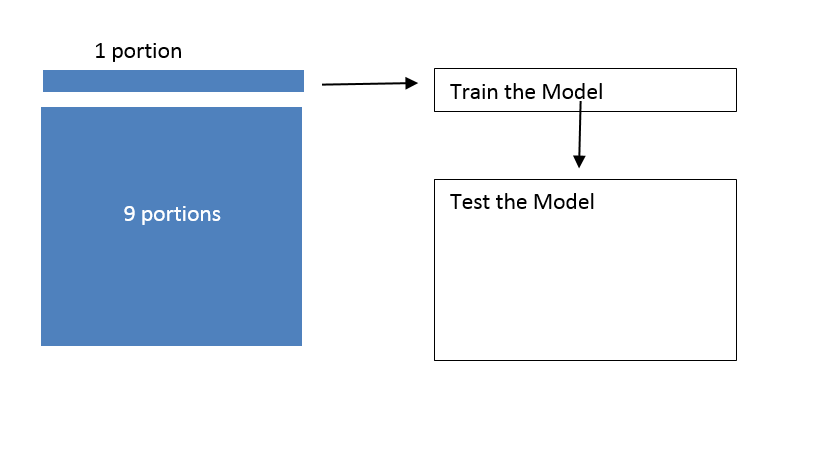 1 portion
Train the Model
9 portions
Test the Model